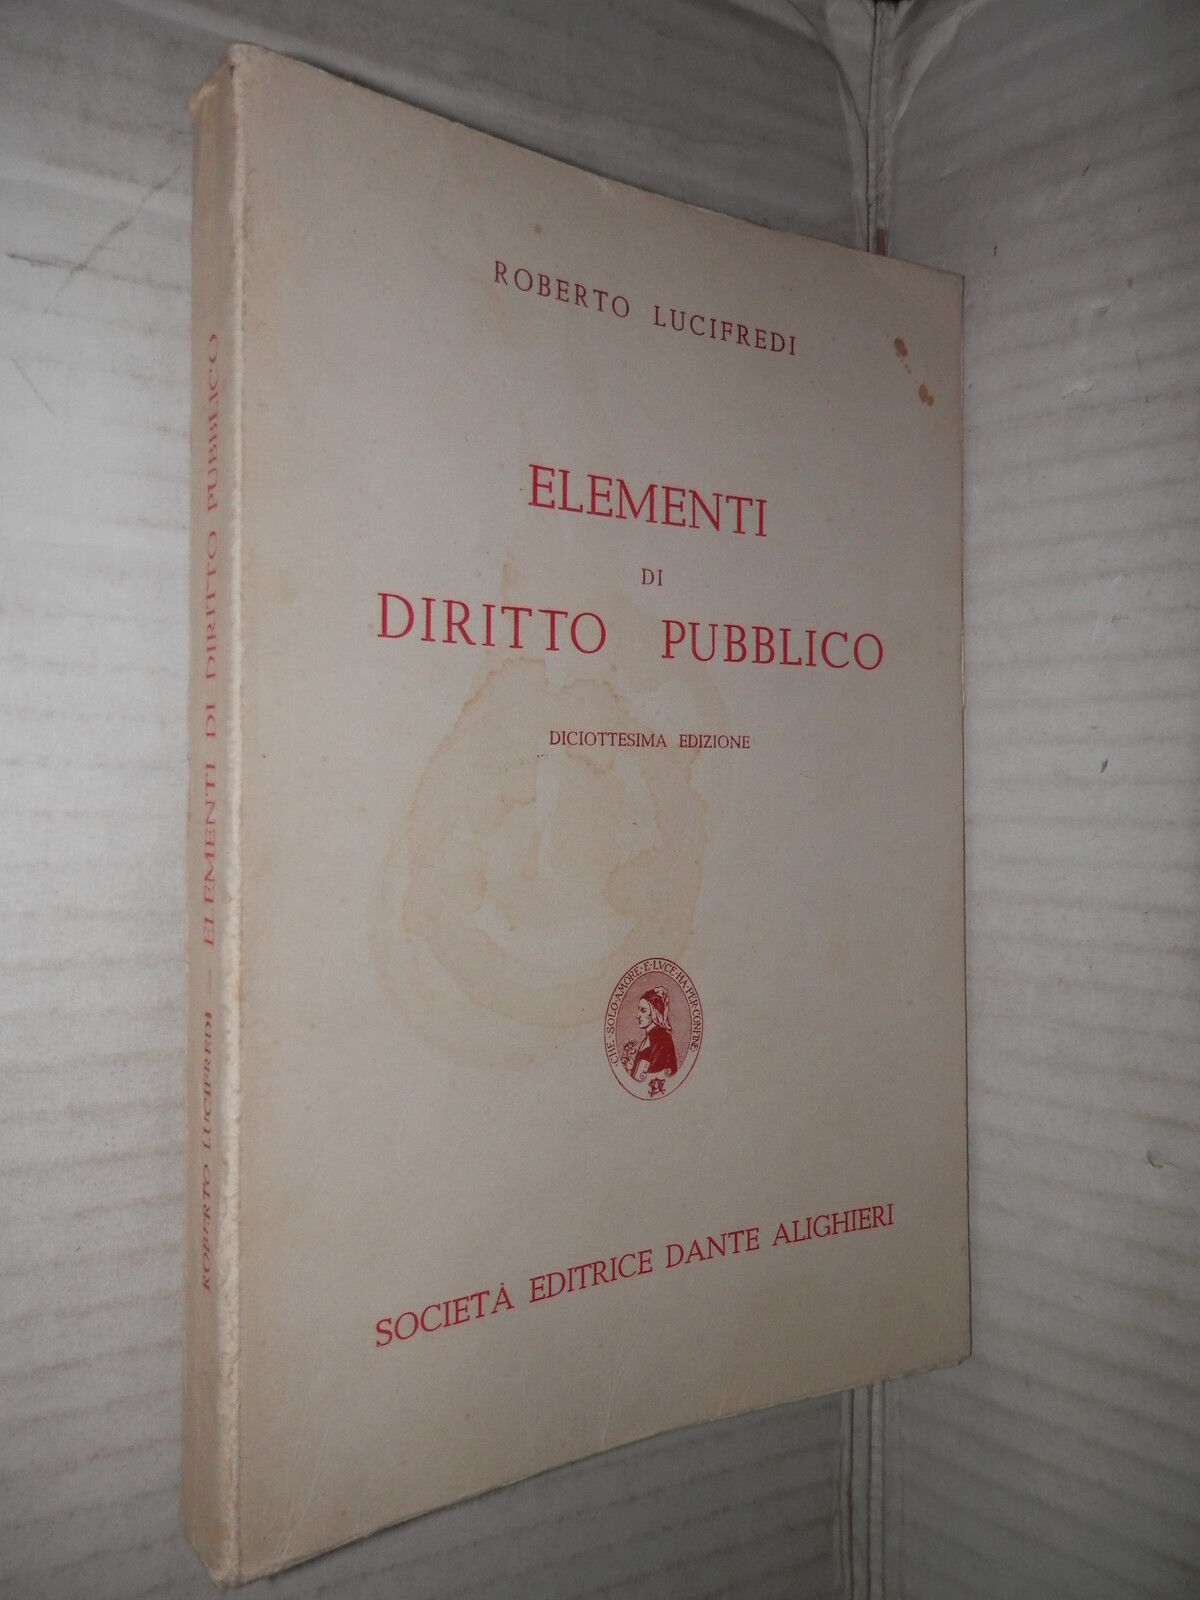 ROBERTO LUCIFREDI
ELEMENTI
DI
DIRITTO PUBBLICO
DICIOTTESIMA EDIZIONE
·CHE·SOLO·AMORE·E·LVCE·HA·PER·CONFINE·
SOCIETÀ EDITRICE DANTE ALIGHIERI
ROBERTO LUCIFREDI — ELEMENTI DI DIRITTO PUBBLICO